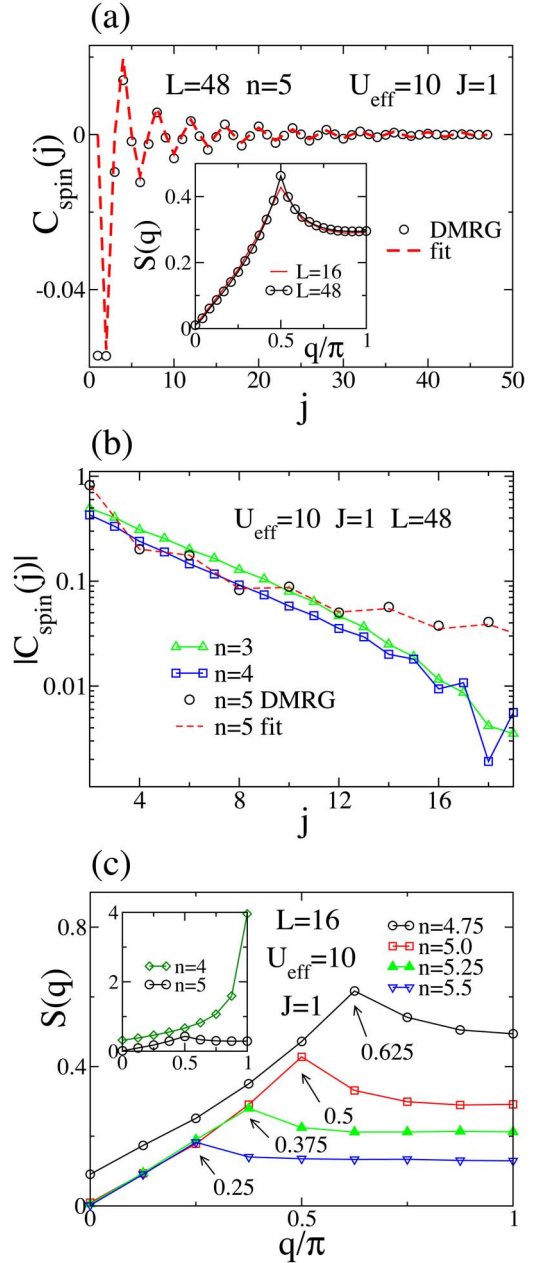 (a)
L=48 n=5 U_eff=10 J=1
C_spin(j)
0
-0.04
S(q)
0.4
0.2
0
L=16
L=48
0 0.5 1
q/π
DMRG
fit
0 10 20 30 40 50
j
(b)
1
0.1
0.01
|C_spin(j)|
U_eff=10 J=1 L=48
n=3
n=4
n=5 DMRG
n=5 fit
4 8 12 16
j
(c)
0.8
0.4
0
S(q)
4
2
0
n=4
n=5
0 0.5 1
L=16
U_eff=10
J=1
n=4.75
n=5.0
n=5.25
n=5.5
0.625
0.5
0.375
0.25
0 0.5 1
q/π